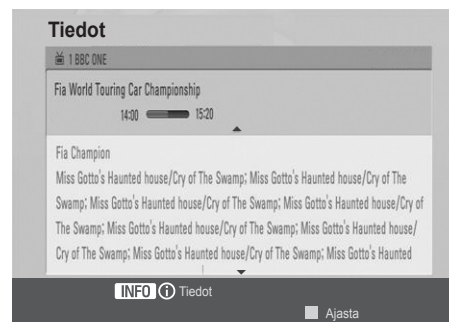 Tiedot
1 BBC ONE
Fia World Touring Car Championship
14:00 15:20
Fia Champion
Miss Gotto's Haunted house/Cry of The Swamp; Miss Gotto's Haunted house/Cry of The
Swamp; Miss Gotto's Haunted house/Cry of The Swamp; Miss Gotto's Haunted house/Cry of
The Swamp; Miss Gotto's Haunted house/Cry of The Swamp; Miss Gotto's Haunted house/
Cry of The Swamp; Miss Gotto's Haunted house/Cry of The Swamp; Miss Gotto's Haunted
INFO i Tiedot
Ajasta